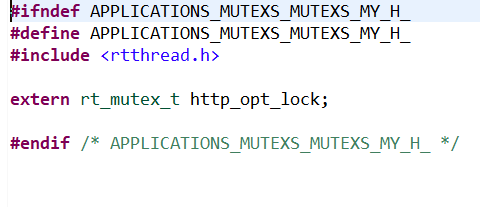 #ifndef APPLICATIONS_MUTEXS_MUTEXS_MY_H_
#define APPLICATIONS_MUTEXS_MUTEXS_MY_H_
#include <rtthread.h>
extern rt_mutex_t http_opt_lock;
#endif /* APPLICATIONS_MUTEXS_MUTEXS_MY_H_ */